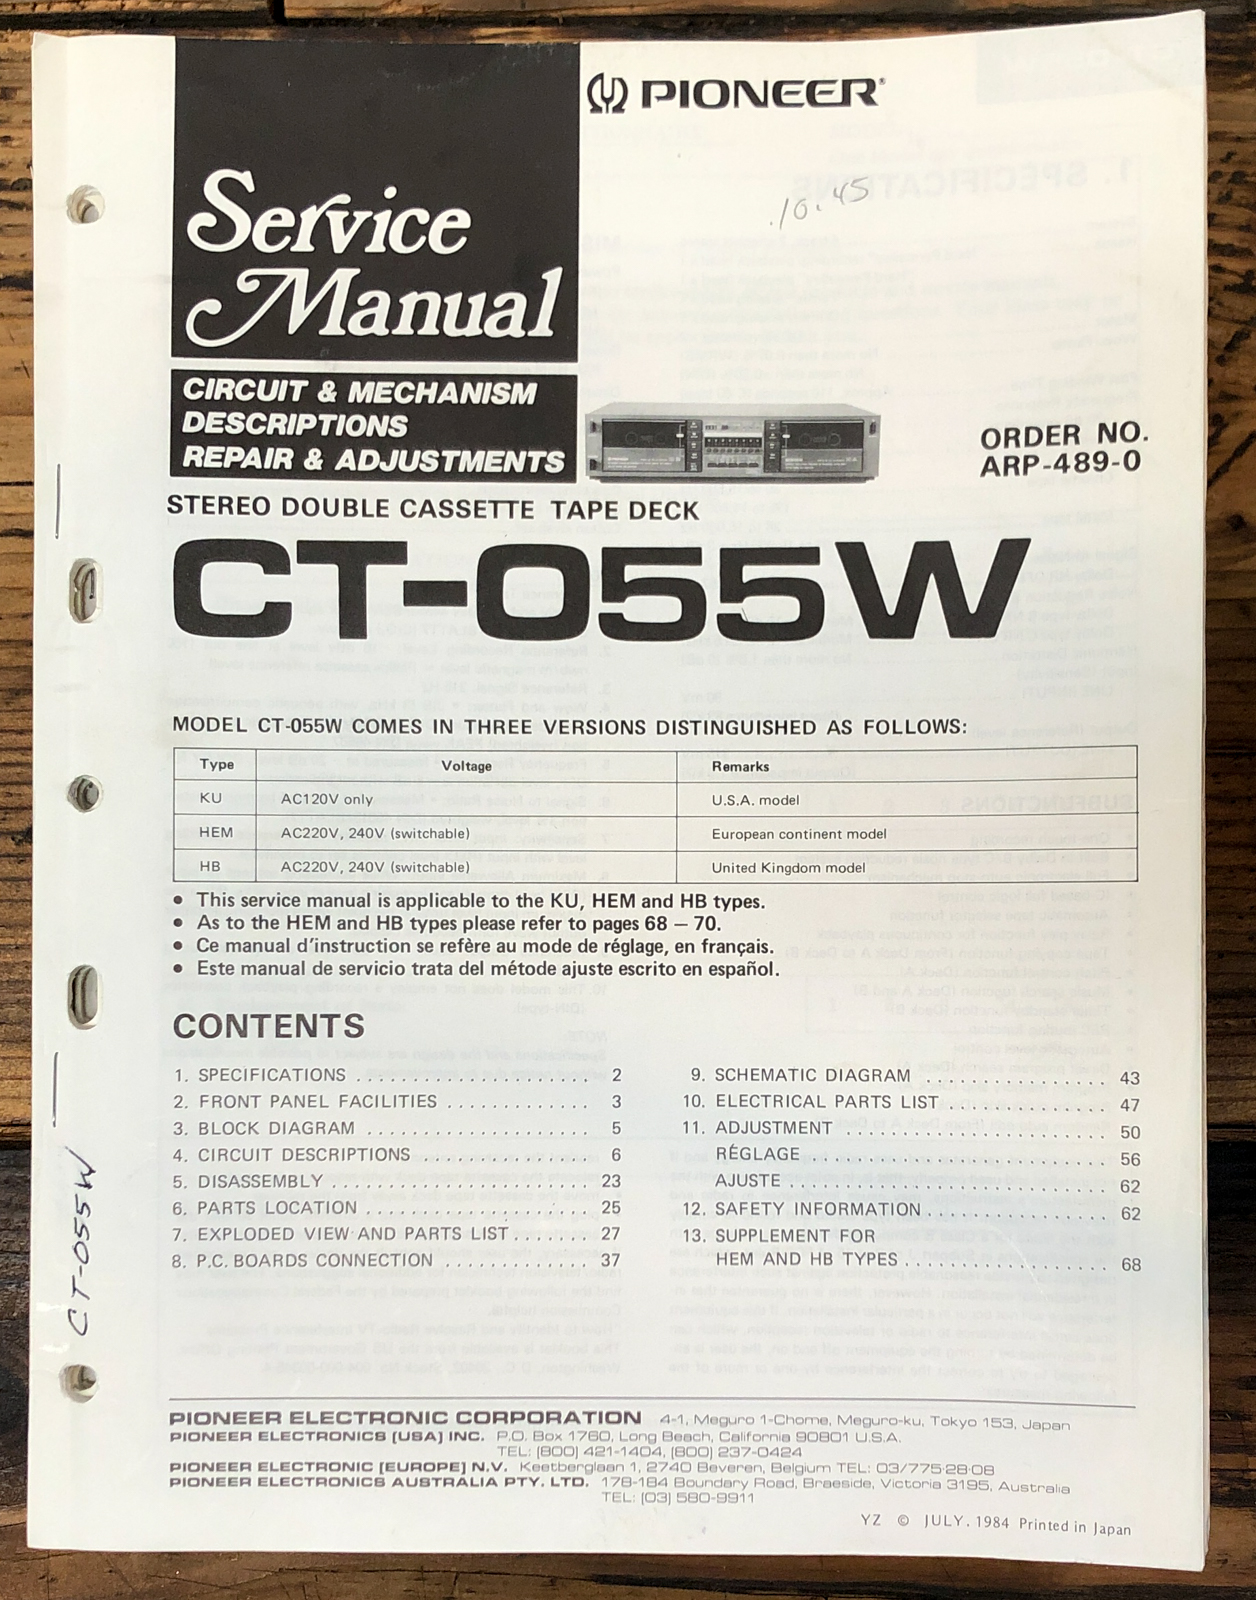 PIONEER®
10.45
Service
Manual
CIRCUIT & MECHANISM
DESCRIPTIONS
REPAIR & ADJUSTMENTS
ORDER NO.
ARP-489-0
STEREO DOUBLE CASSETTE TAPE DECK
CT-055W
MODEL CT-055W COMES IN THREE VERSIONS DISTINGUISHED AS FOLLOWS:
Type Voltage Remarks
KU AC120V only U.S.A. model
HEM AC220V, 240V (switchable) European continent model
HB AC220V, 240V (switchable) United Kingdom model
• This service manual is applicable to the KU, HEM and HB types.
• As to the HEM and HB types please refer to pages 68 – 70.
• Ce manual d'instruction se refère au mode de réglage, en français.
• Este manual de servicio trata del método ajuste escrito en español.
CONTENTS
1. SPECIFICATIONS . . . . . . . . . . . . . . . . . . . . . . 2
2. FRONT PANEL FACILITIES . . . . . . . . . . . . . 3
3. BLOCK DIAGRAM . . . . . . . . . . . . . . . . . . . . . 5
4. CIRCUIT DESCRIPTIONS . . . . . . . . . . . . . . . . 6
5. DISASSEMBLY . . . . . . . . . . . . . . . . . . . . . . . . 23
6. PARTS LOCATION . . . . . . . . . . . . . . . . . . . . . 25
7. EXPLODED VIEW AND PARTS LIST . . . . . . . 27
8. P.C. BOARDS CONNECTION . . . . . . . . . . . . . 37
9. SCHEMATIC DIAGRAM . . . . . . . . . . . . . . . . . 43
10. ELECTRICAL PARTS LIST . . . . . . . . . . . . . . . 47
11. ADJUSTMENT . . . . . . . . . . . . . . . . . . . . . . . . 50
RÉGLAGE . . . . . . . . . . . . . . . . . . . . . . . . . . . . 56
AJUSTE . . . . . . . . . . . . . . . . . . . . . . . . . . . . . 62
12. SAFETY INFORMATION . . . . . . . . . . . . . . . . . 62
13. SUPPLEMENT FOR
HEM AND HB TYPES . . . . . . . . . . . . . . . . . . . 68
CT-055W
PIONEER ELECTRONIC CORPORATION 4-1, Meguro 1-Chome, Meguro-ku, Tokyo 153, Japan
PIONEER ELECTRONICS [USA] INC. P.O. Box 1760, Long Beach, California 90801 U.S.A.
TEL: (800) 421-1404, (800) 237-0424
PIONEER ELECTRONIC [EUROPE] N.V. Keetberglaan 1, 2740 Beveren, Belgium TEL: 03/775·28·08
PIONEER ELECTRONICS AUSTRALIA PTY. LTD. 178-184 Boundary Road, Braeside, Victoria 3195, Australia
TEL: (03) 580-9911
YZ © JULY. 1984 Printed in Japan